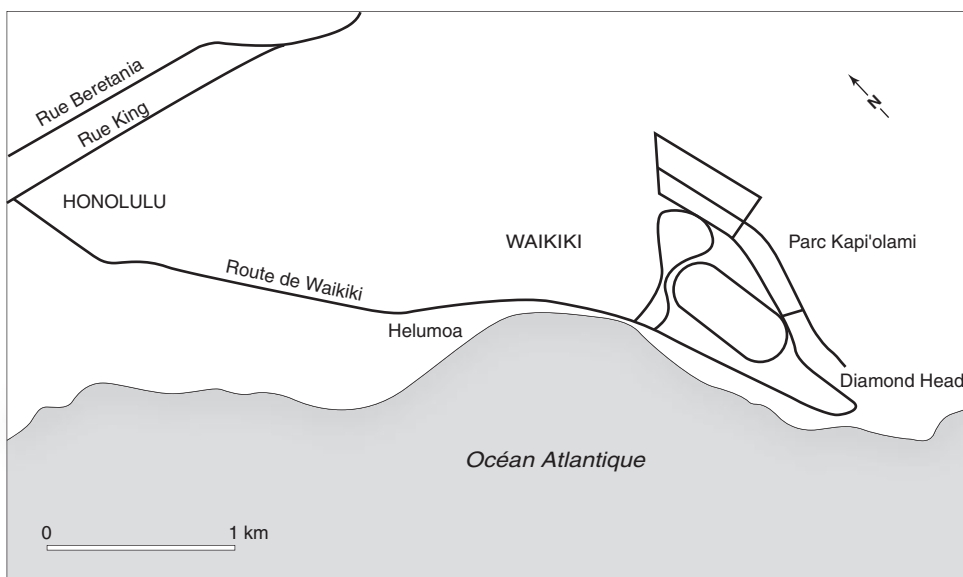 Rue Beretania
Rue King
N
HONOLULU
WAIKIKI
Parc Kapi'olami
Route de Waikiki
Helumoa
Diamond Head
Océan Atlantique
0 1 km